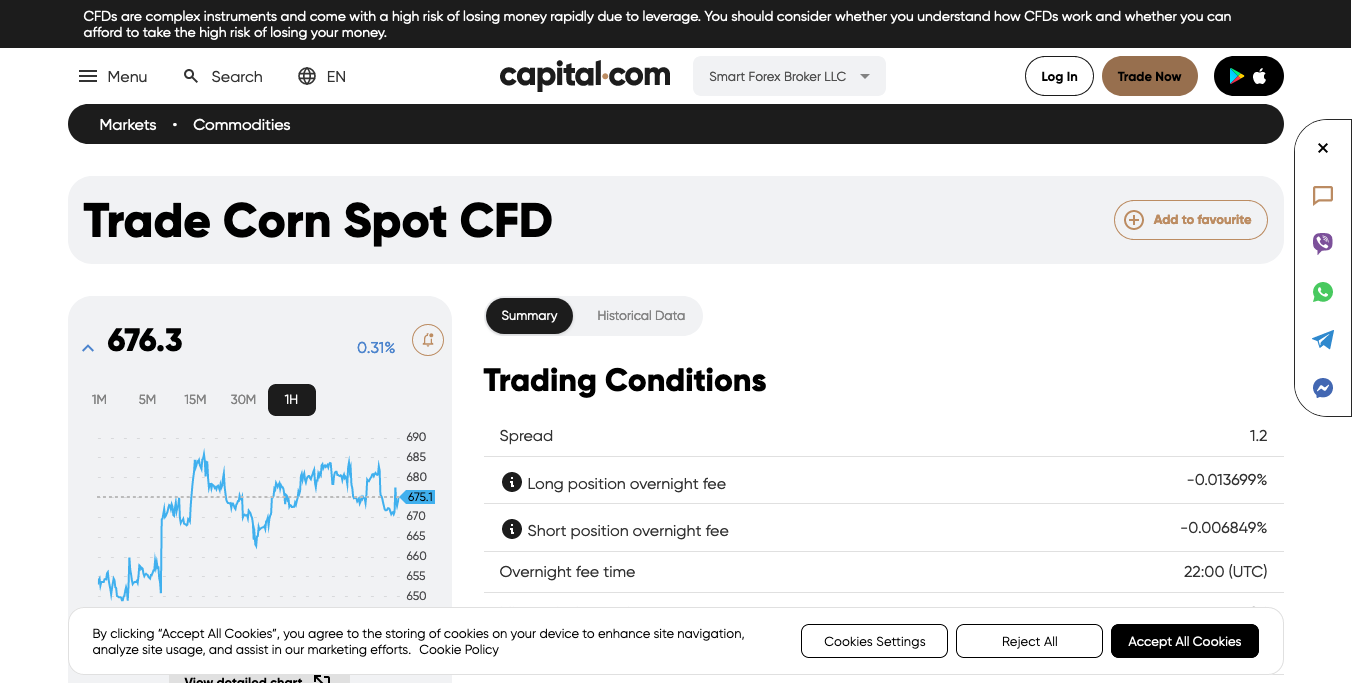 CFDs are complex instruments and come with a high risk of losing money rapidly due to leverage. You should consider whether you understand how CFDs work and whether you can
afford to take the high risk of losing your money.
Menu Search EN capital.com Smart Forex Broker LLC Log In Trade Now
Markets • Commodities
Trade Corn Spot CFD
Add to favourite
676.3
0.31%
1M 5M 15M 30M 1H
690
685
680
675.1
670
665
660
655
650
View detailed chart
Summary Historical Data
Trading Conditions
Spread 1.2
Long position overnight fee -0.013699%
Short position overnight fee -0.006849%
Overnight fee time 22:00 (UTC)
By clicking “Accept All Cookies”, you agree to the storing of cookies on your device to enhance site navigation,
analyze site usage, and assist in our marketing efforts. Cookie Policy
Cookies Settings Reject All Accept All Cookies